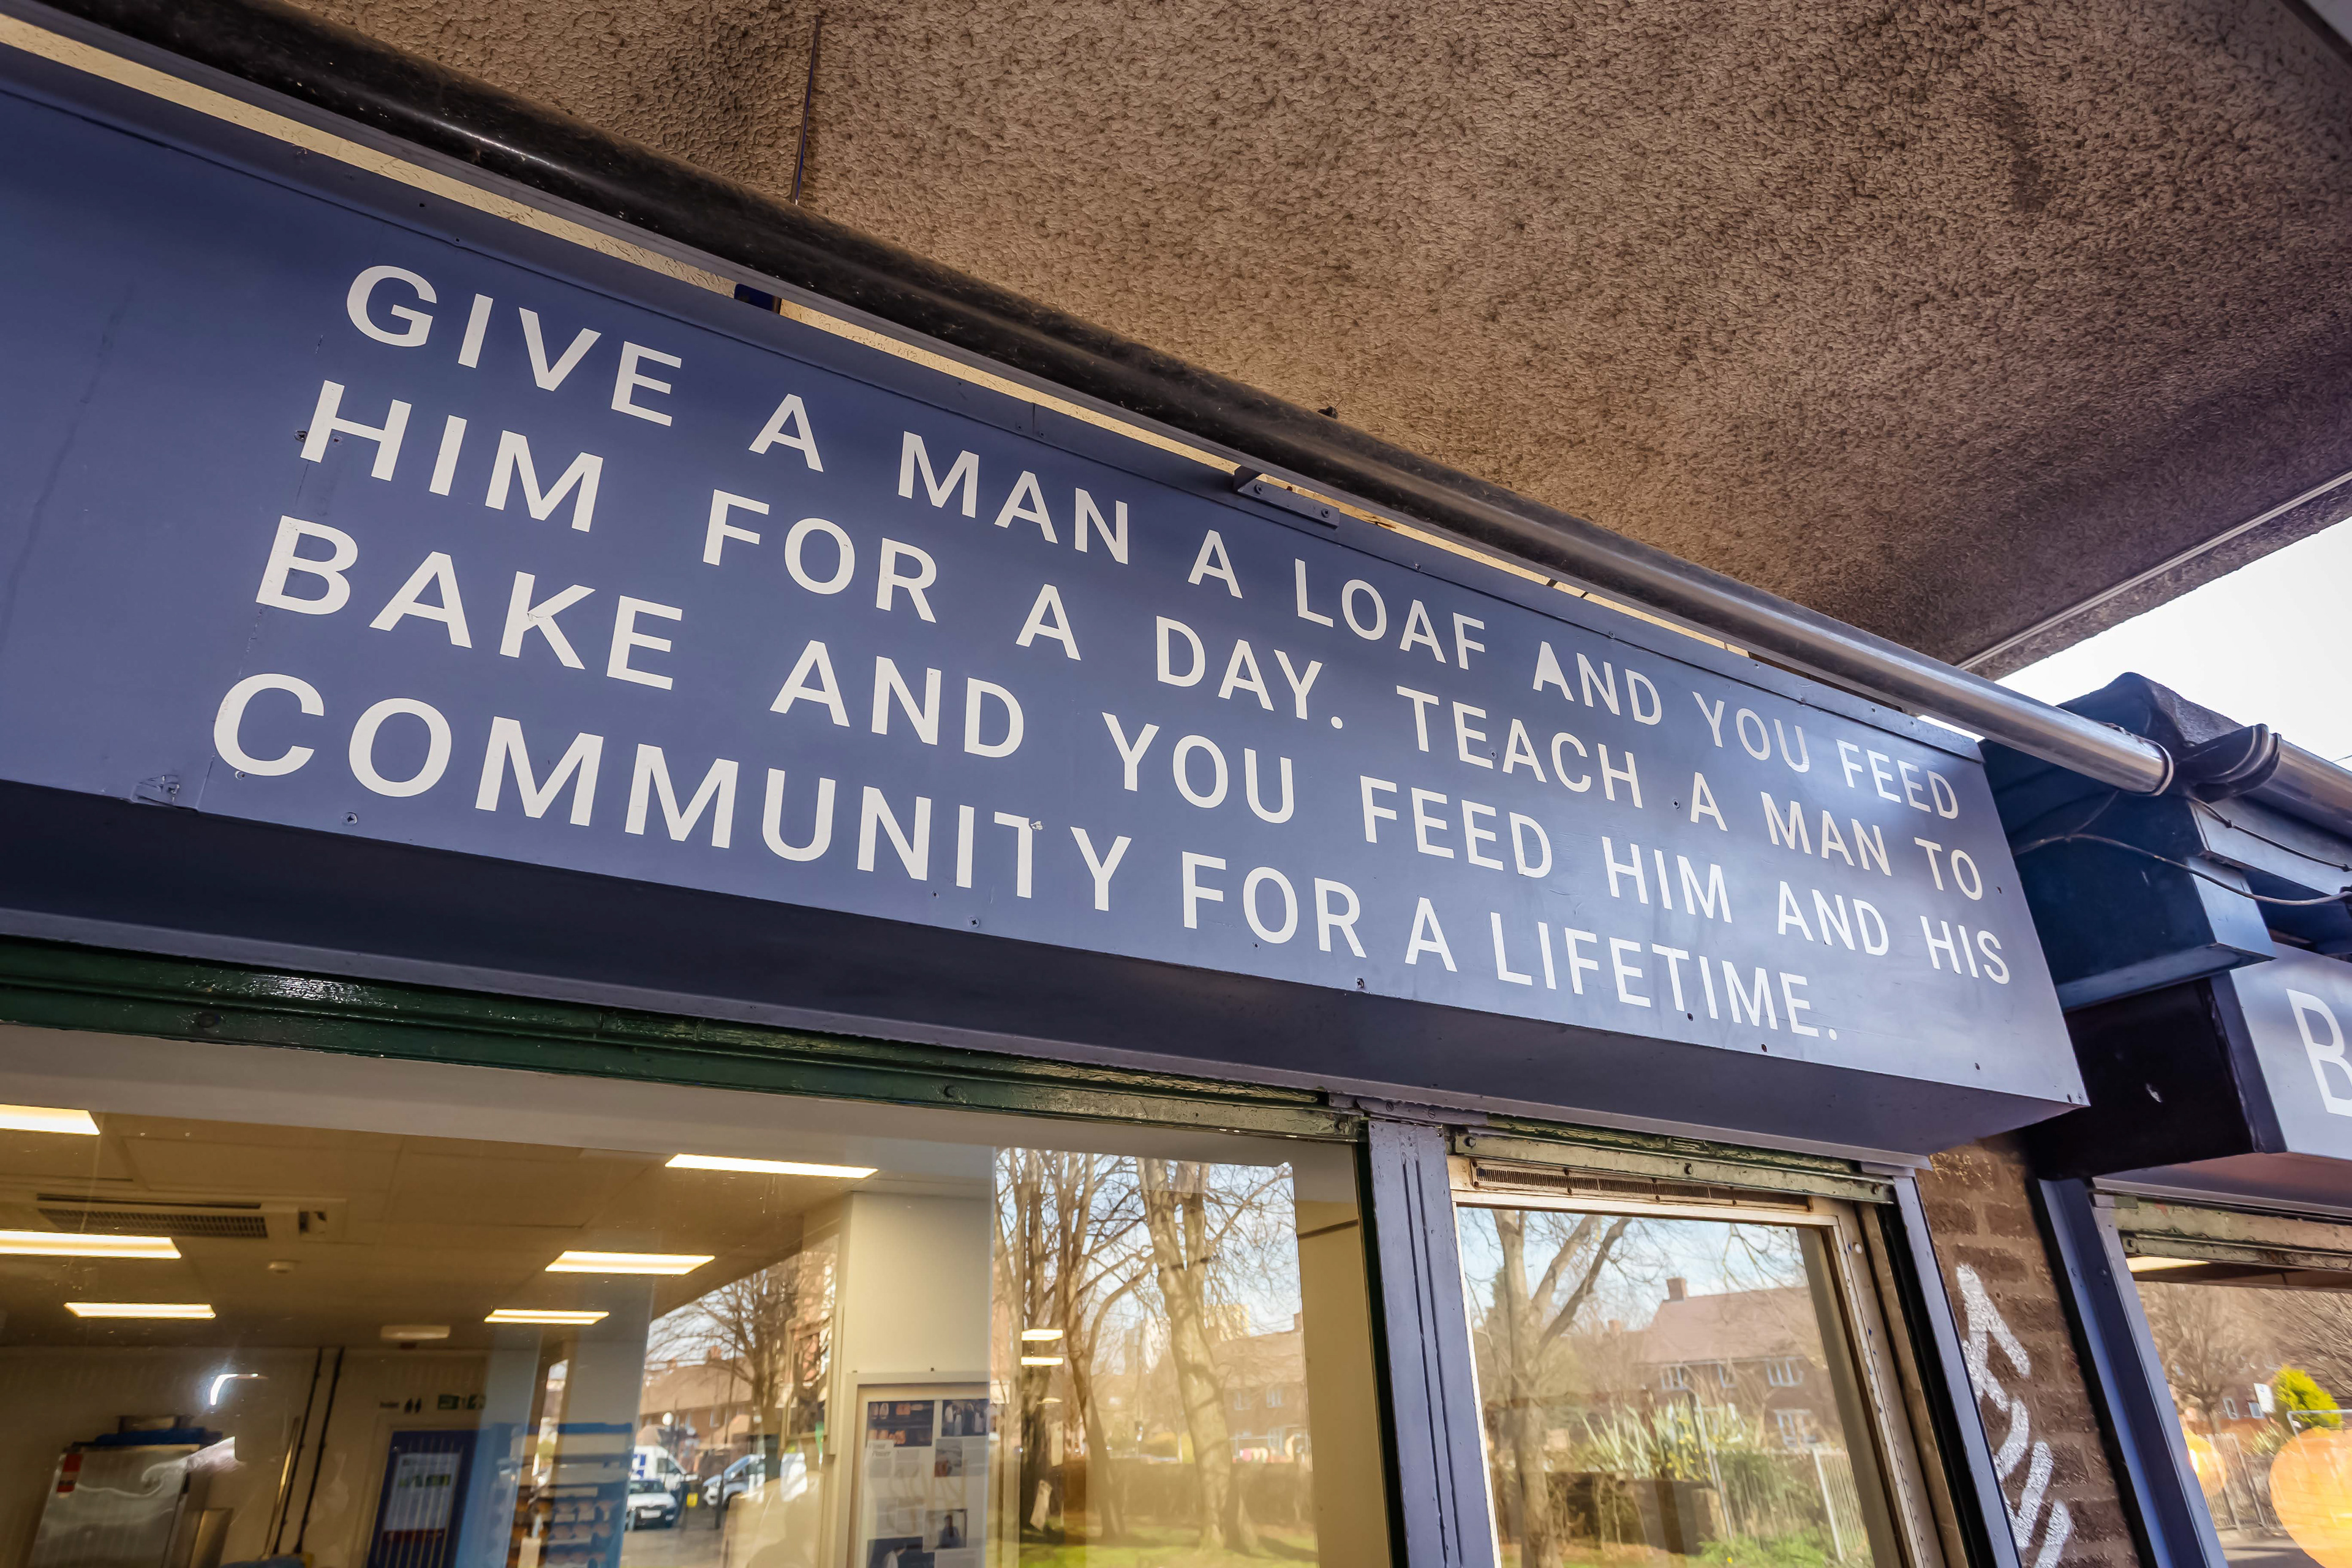 GIVE A MAN A LOAF AND YOU FEED
HIM FOR A DAY. TEACH A MAN TO
BAKE AND YOU FEED HIM AND HIS
COMMUNITY FOR A LIFETIME.